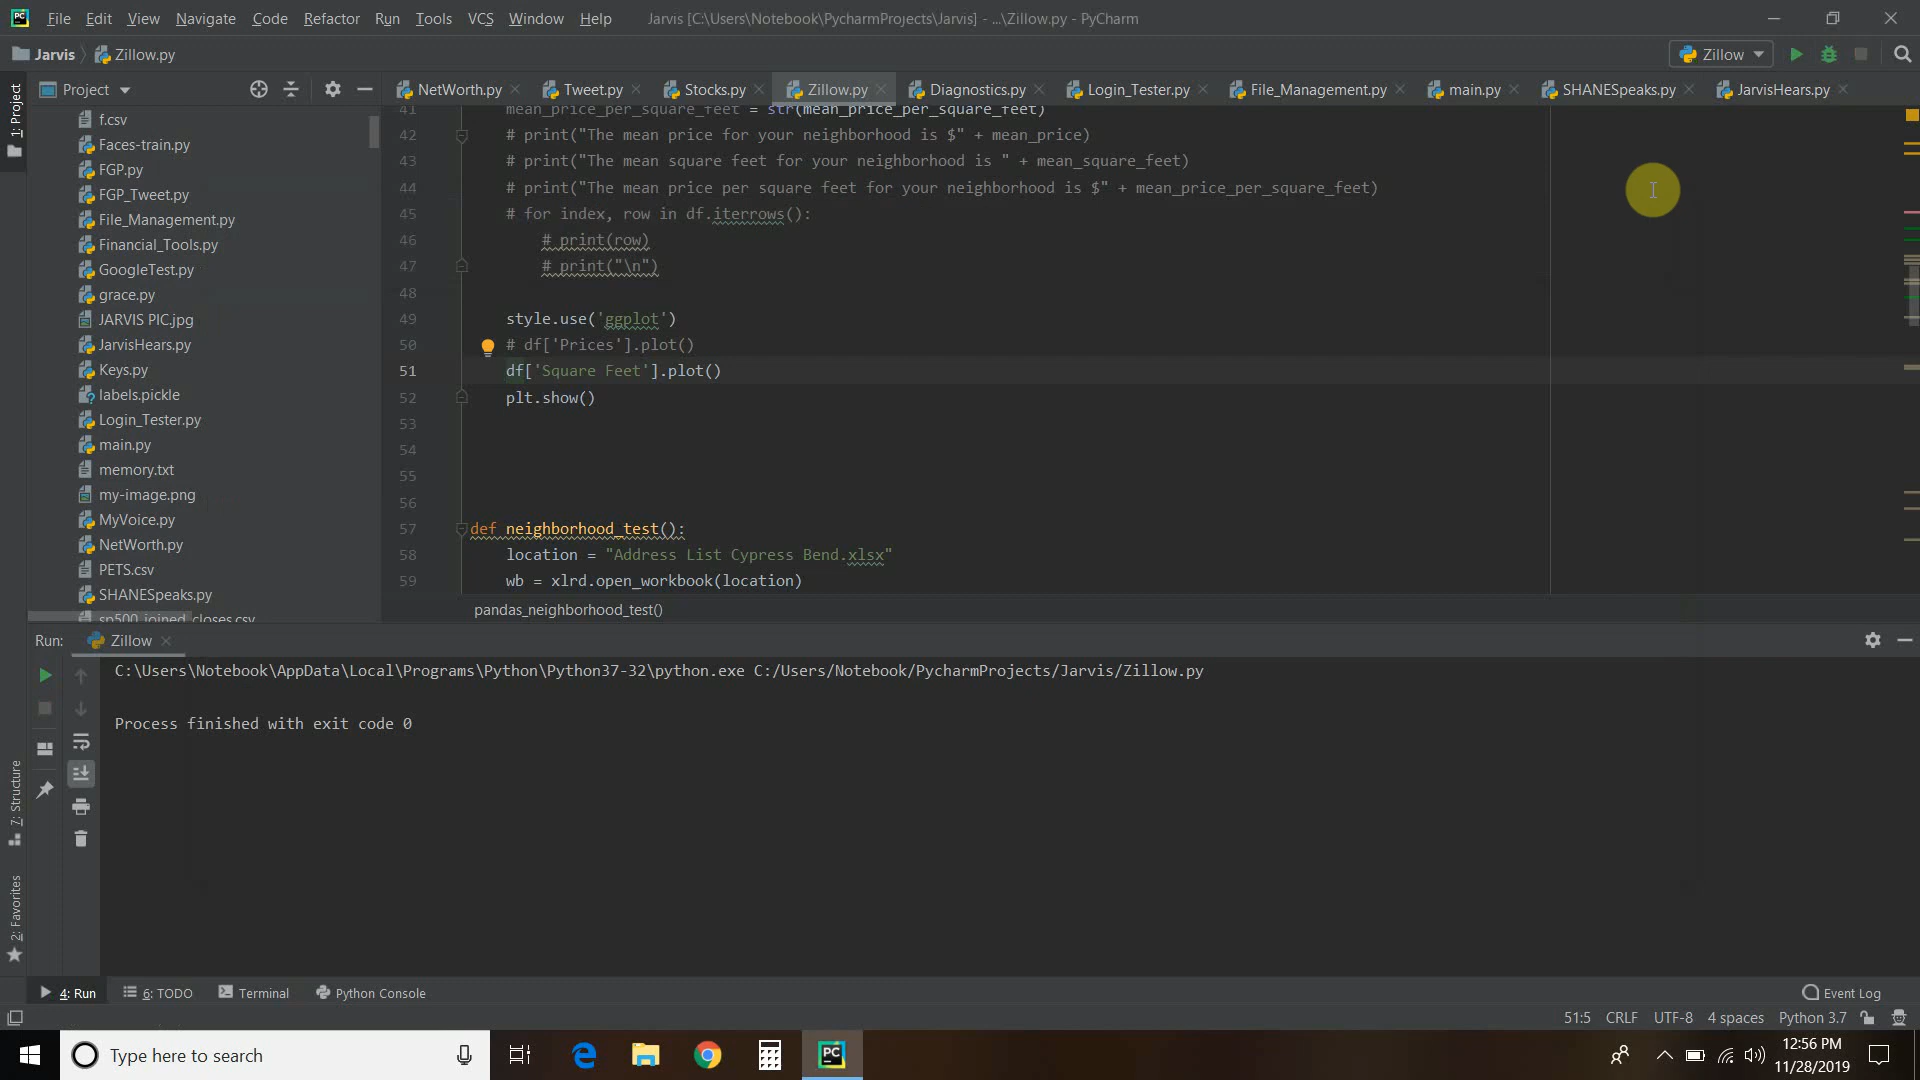 File Edit View Navigate Code Refactor Run Tools VCS Window Help Jarvis [C:\Users\Notebook\PycharmProjects\Jarvis] - ...\Zillow.py - PyCharm
Jarvis Zillow.py Zillow
Project NetWorth.py Tweet.py Stocks.py Zillow.py Diagnostics.py Login_Tester.py File_Management.py main.py SHANESpeaks.py JarvisHears.py
1: Project
f.csv
Faces-train.py
FGP.py
FGP_Tweet.py
File_Management.py
Financial_Tools.py
GoogleTest.py
grace.py
JARVIS PIC.jpg
JarvisHears.py
Keys.py
labels.pickle
Login_Tester.py
main.py
memory.txt
my-image.png
MyVoice.py
NetWorth.py
PETS.csv
SHANESpeaks.py
sp500_joined_closes.csv
41 mean_price_per_square_feet = str(mean_price_per_square_feet)
42 # print("The mean price for your neighborhood is $" + mean_price)
43 # print("The mean square feet for your neighborhood is " + mean_square_feet)
44 # print("The mean price per square feet for your neighborhood is $" + mean_price_per_square_feet)
45 # for index, row in df.iterrows():
46 # print(row)
47 # print("\n")
48
49 style.use('ggplot')
50 # df['Prices'].plot()
51 df['Square Feet'].plot()
52 plt.show()
53
54
55
56
57 def neighborhood_test():
58 location = "Address List Cypress Bend.xlsx"
59 wb = xlrd.open_workbook(location)
pandas_neighborhood_test()
Run: Zillow
C:\Users\Notebook\AppData\Local\Programs\Python\Python37-32\python.exe C:/Users/Notebook/PycharmProjects/Jarvis/Zillow.py
Process finished with exit code 0
7: Structure
2: Favorites
4: Run 6: TODO Terminal Python Console Event Log
51:5 CRLF UTF-8 4 spaces Python 3.7
Type here to search
PC
12:56 PM
11/28/2019